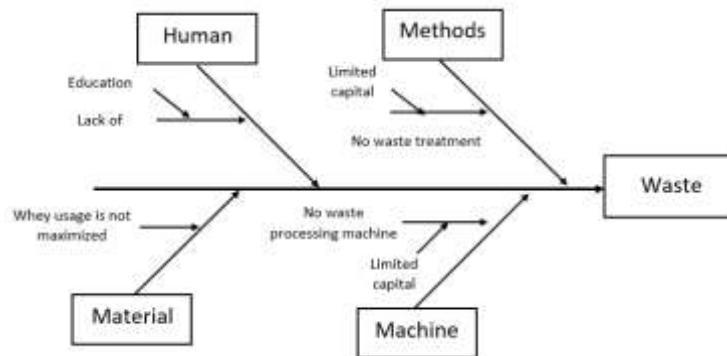 Human
Methods
Education
Lack of
Limited
capital
No waste treatment
Waste
Whey usage is not
maximized
No waste
processing machine
Limited
capital
Material
Machine